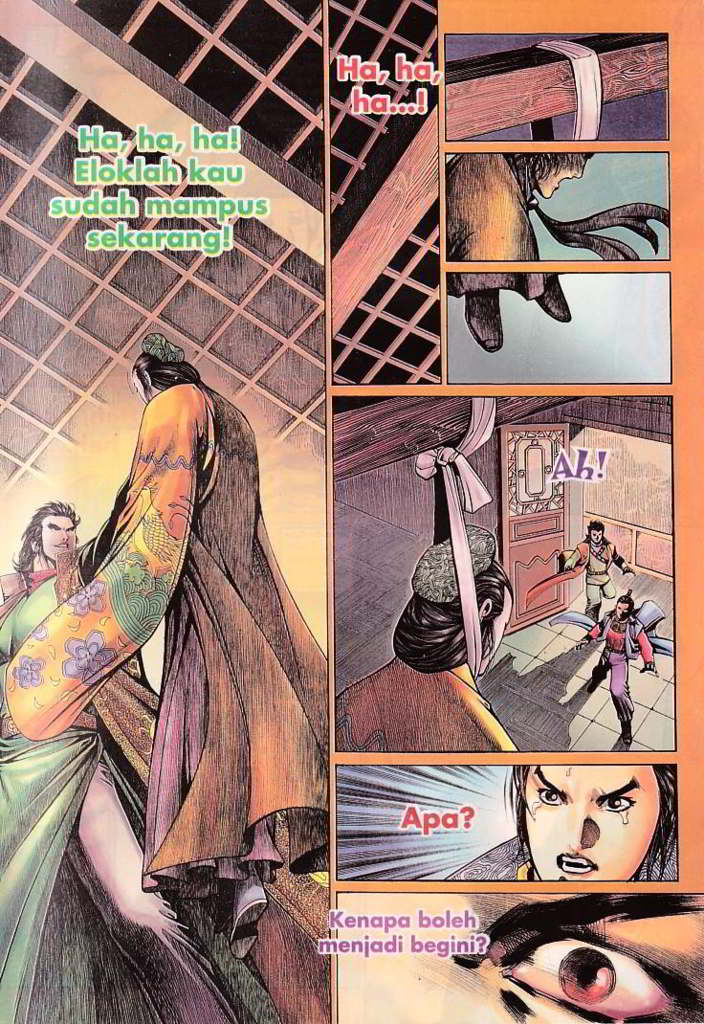 Ha, ha, ha!
Eloklah kau
sudah mampus
sekarang!
Ha, ha,
ha...!
Ah!
Apa?
Kenapa boleh
menjadi begini?